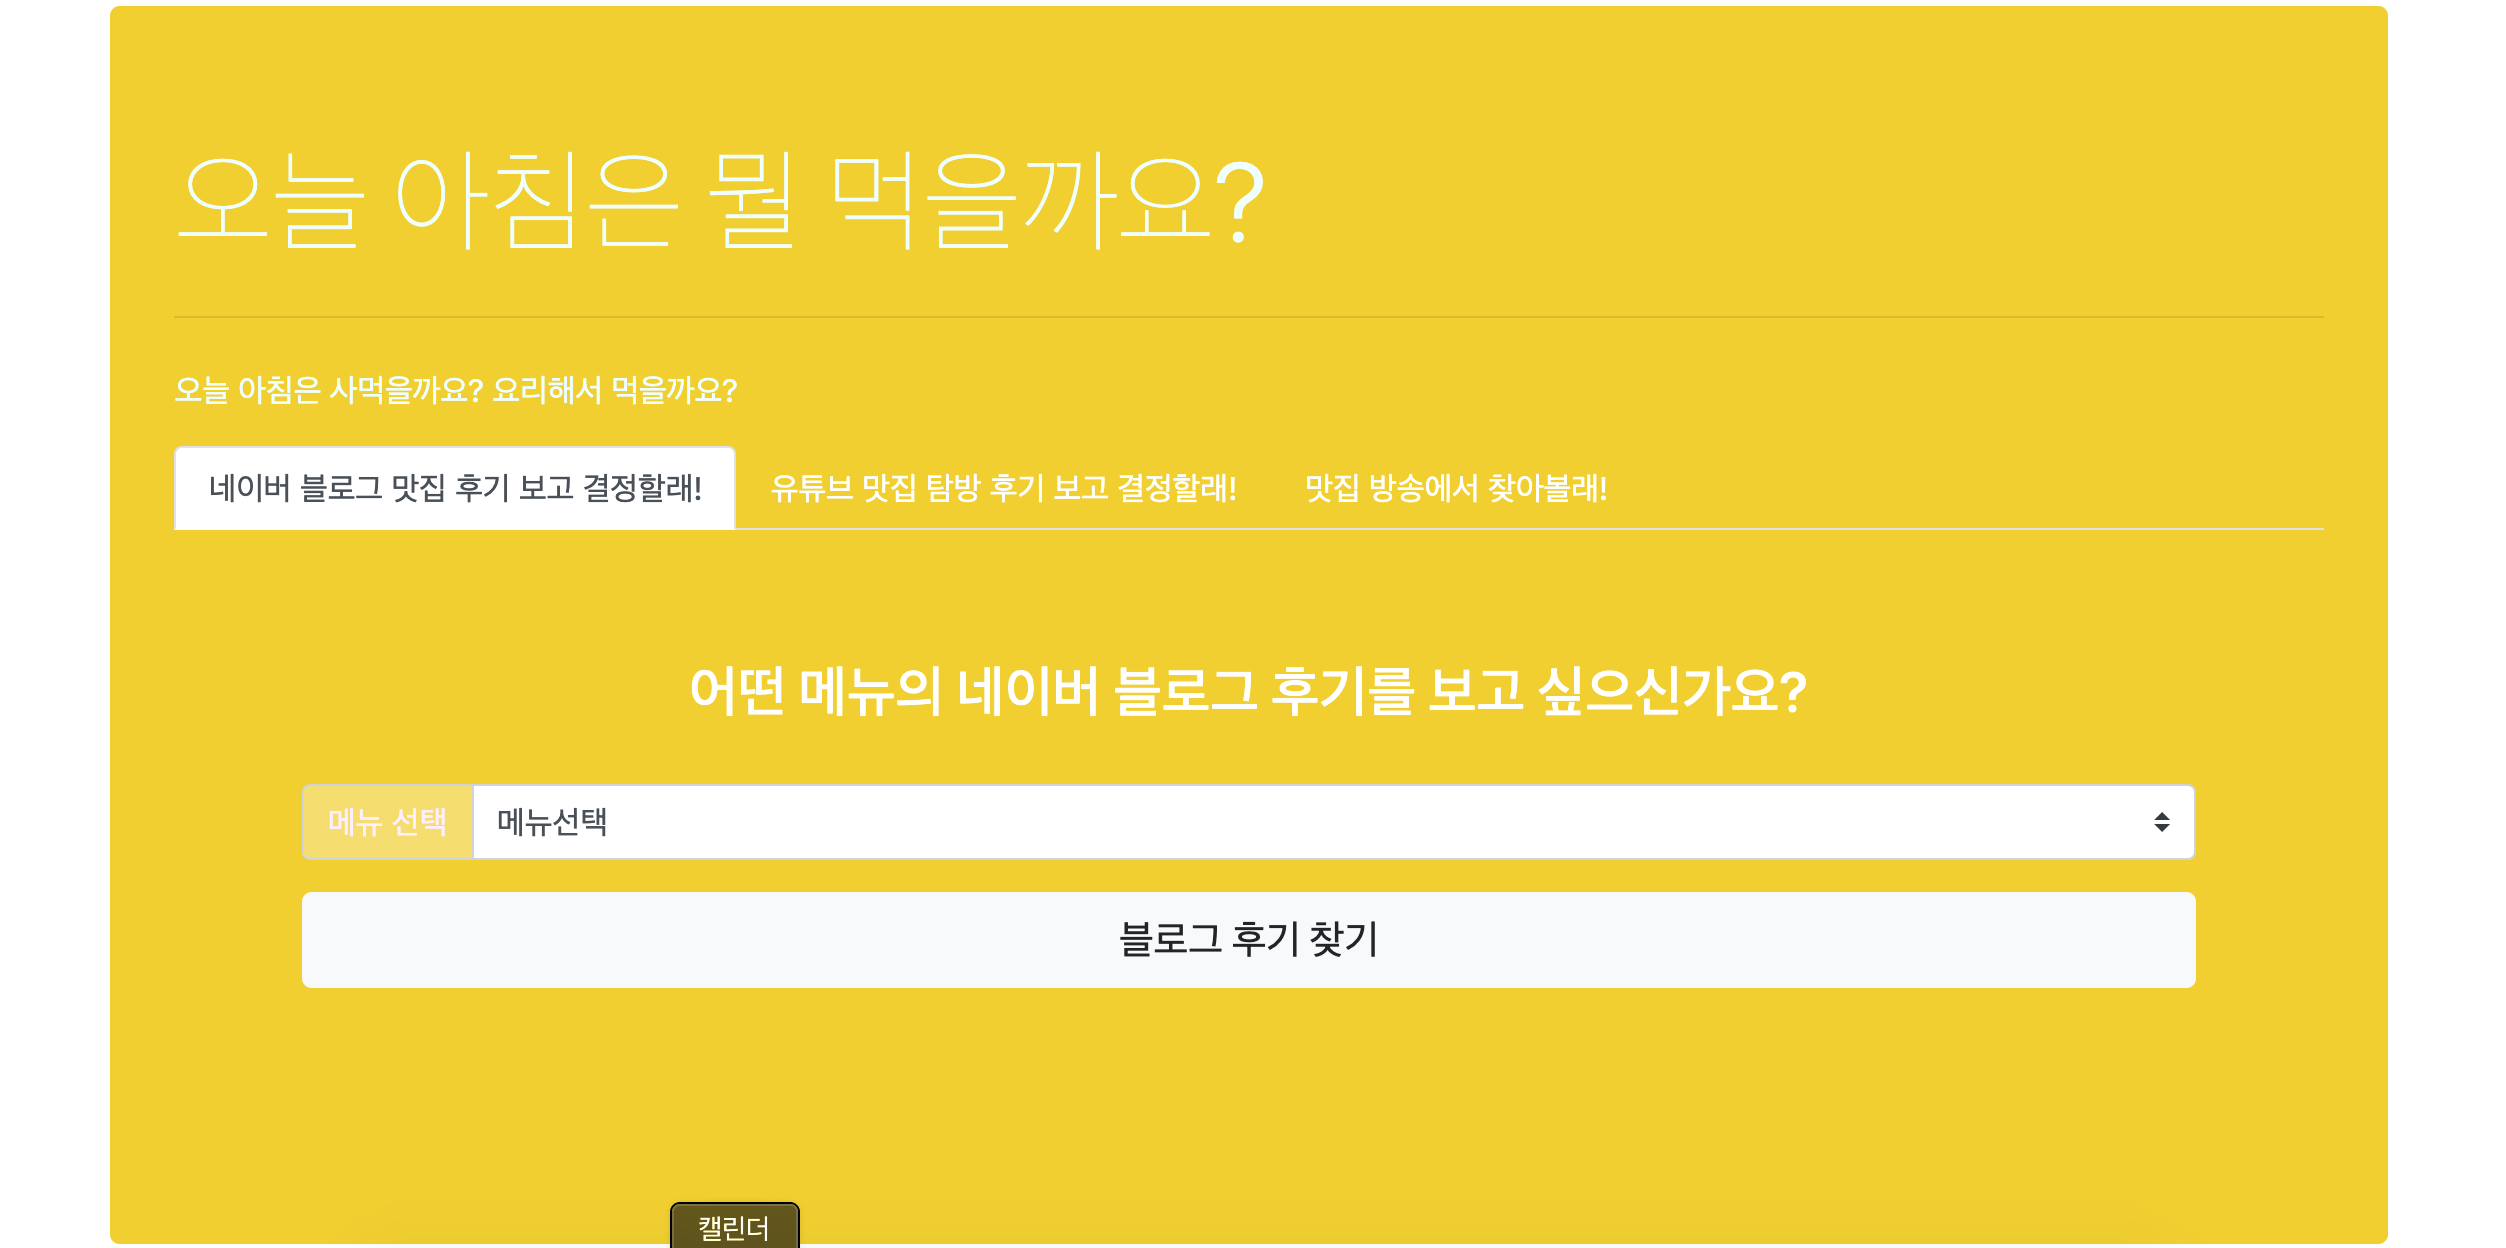 오늘 아침은 뭘 먹을까요?
오늘 아침은 사먹을까요? 요리해서 먹을까요?
네이버 블로그 맛집 후기 보고 결정할래!
유튜브 맛집 탐방 후기 보고 결정할래!
맛집 방송에서 찾아볼래!
어떤 메뉴의 네이버 블로그 후기를 보고 싶으신가요?
메뉴 선택
메뉴선택
블로그 후기 찾기
캘린더